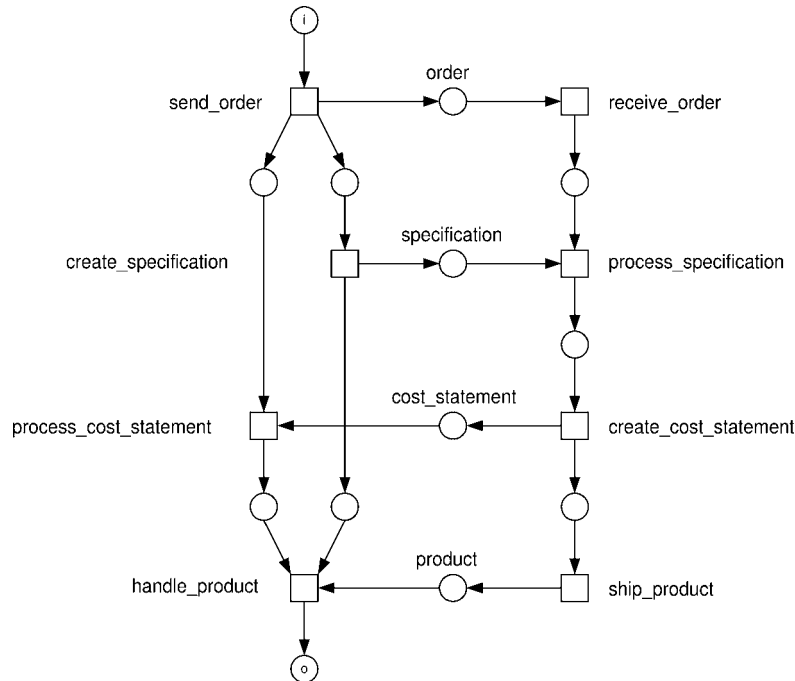 i
order
send_order
receive_order
specification
create_specification
process_specification
cost_statement
process_cost_statement
create_cost_statement
product
handle_product
ship_product
o